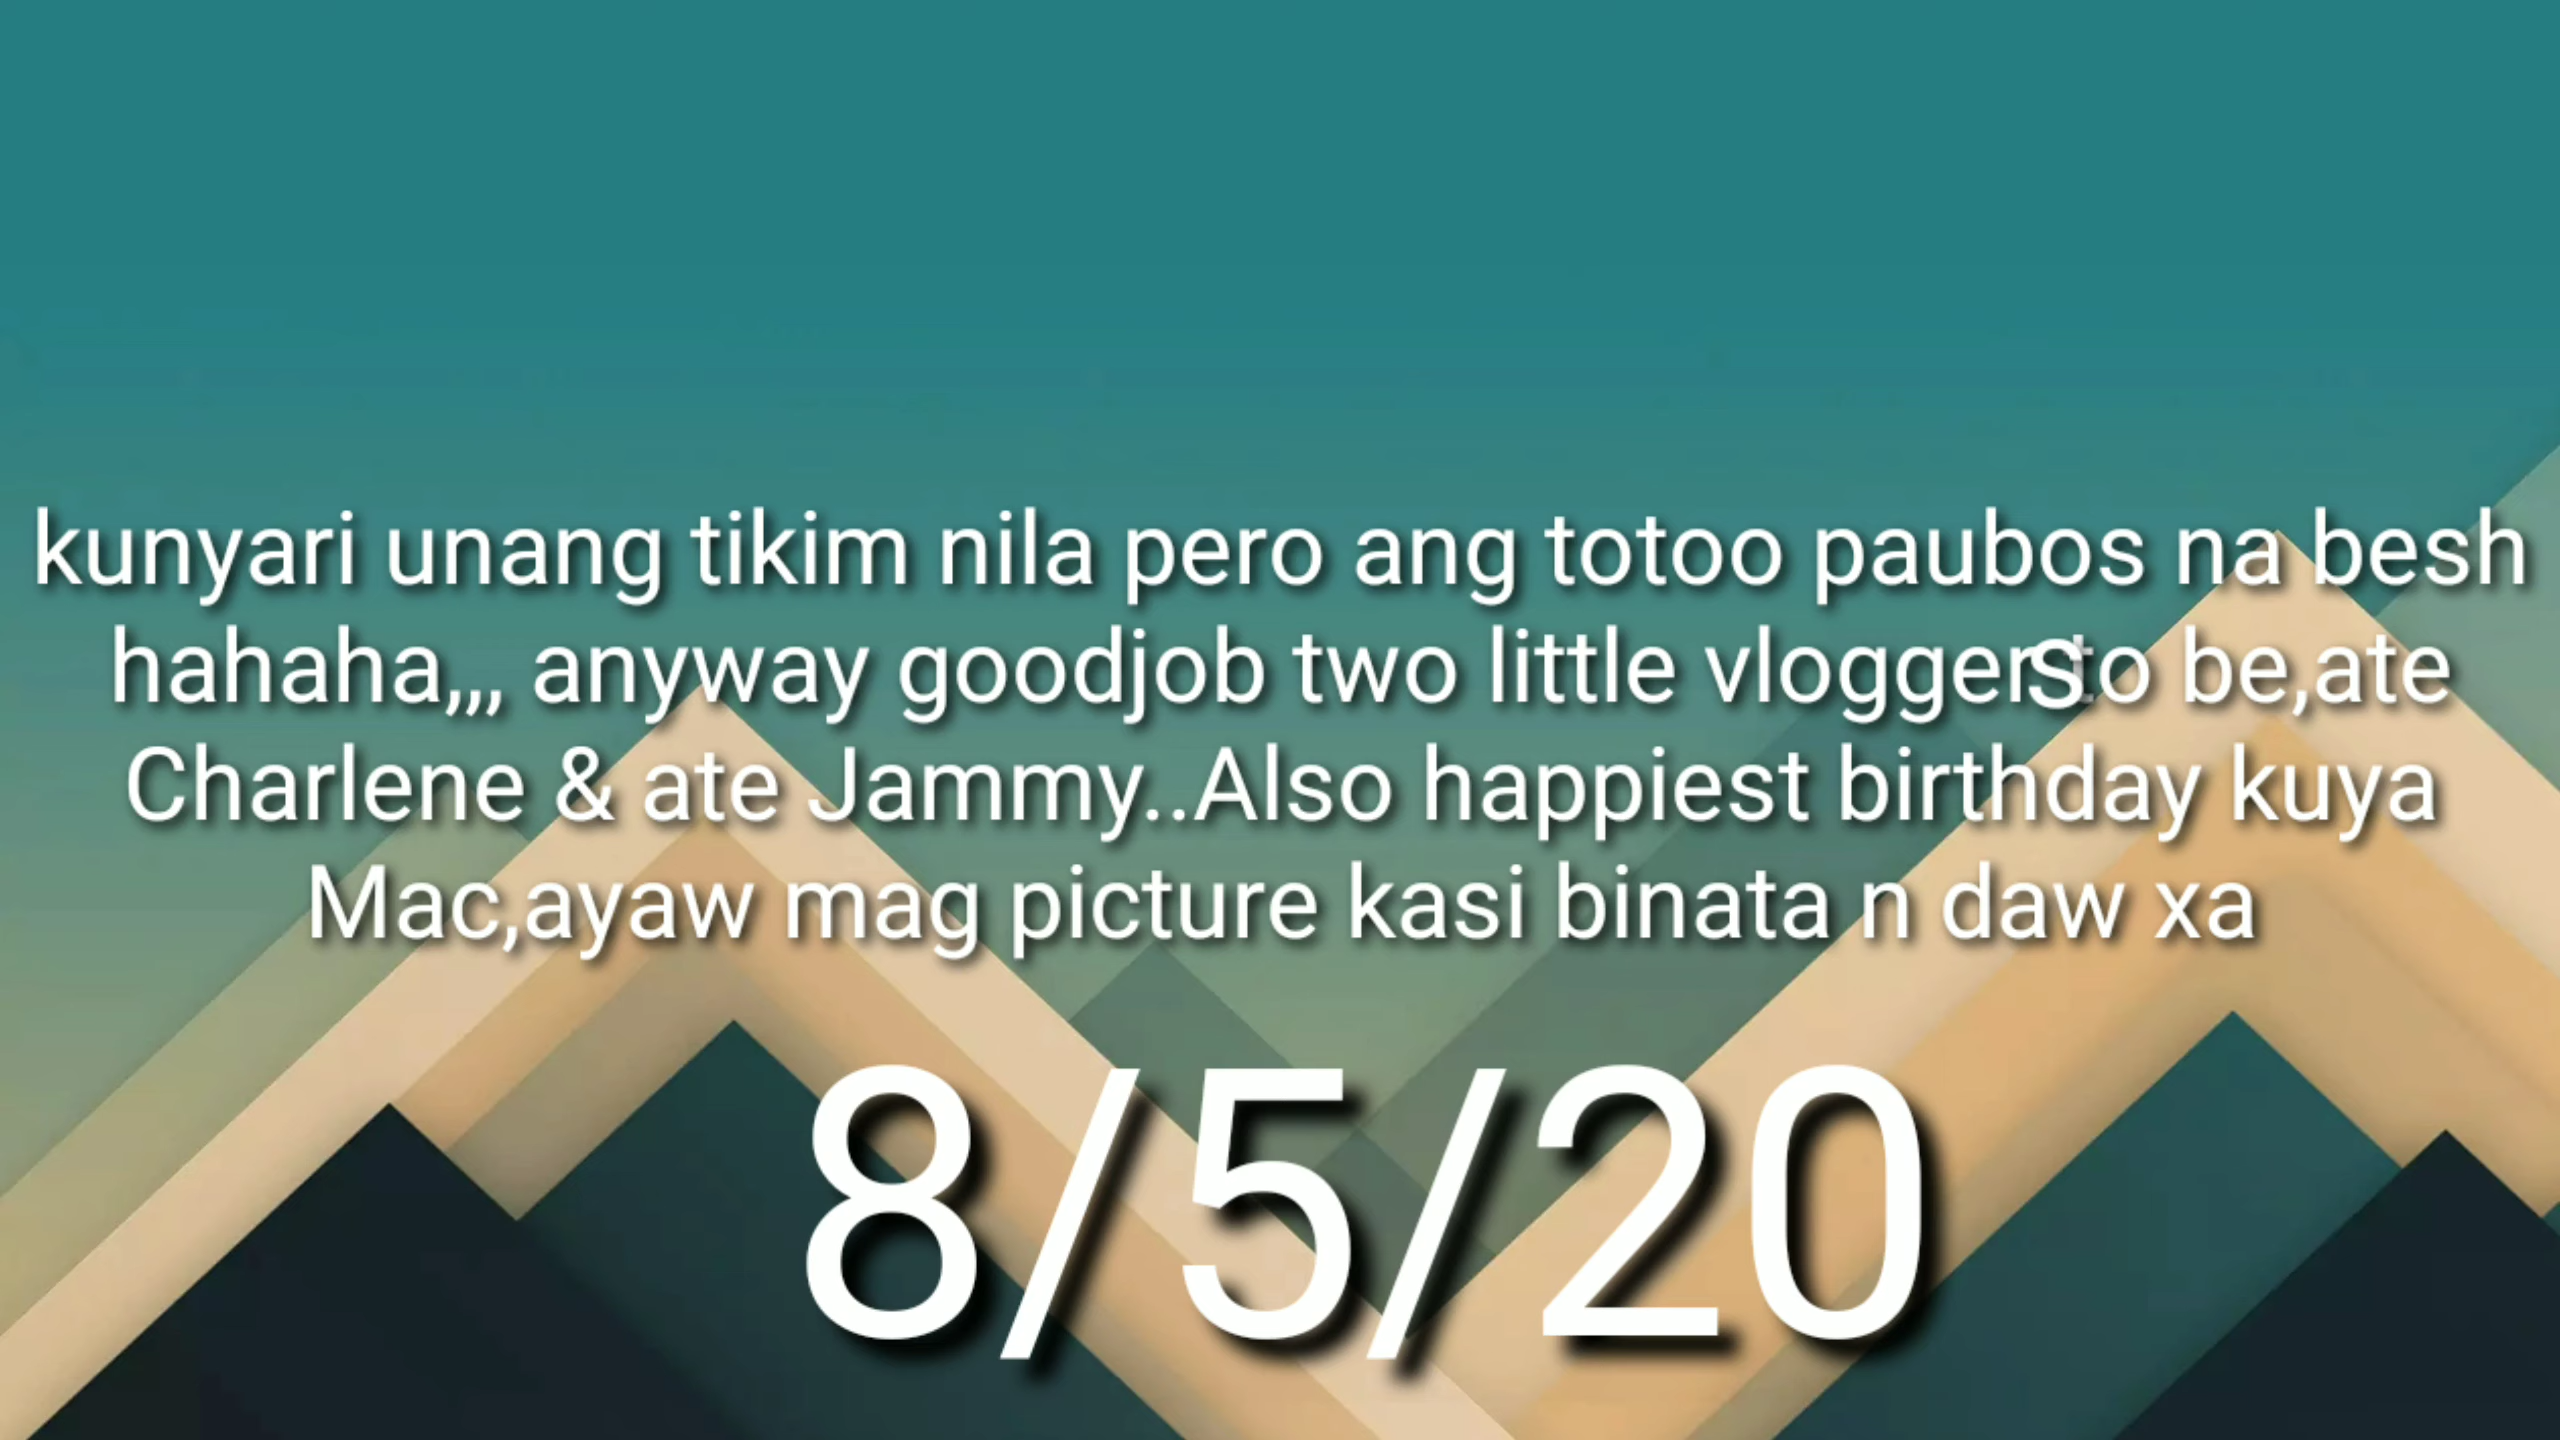 kunyari unang tikim nila pero ang totoo paubos na besh
hahaha,,, anyway goodjob two little vloggers to be,ate
Charlene & ate Jammy..Also happiest birthday kuya
Mac,ayaw mag picture kasi binata n daw xa
8/5/20